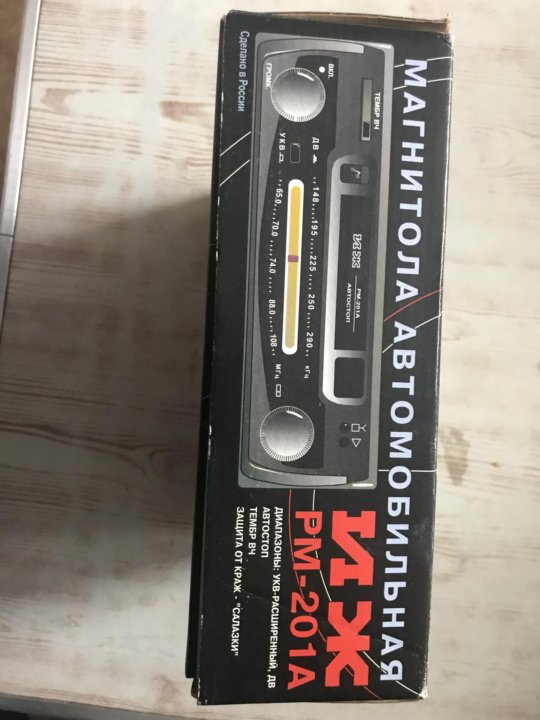 МАГНИТОЛА АВТОМОБИЛЬНАЯ
ТЕМБР ВЧ
ВКЛ.
ГРОМК.
ИЖ
РМ-201А
АВТОСТОП
ДВ
148 195 225 250 290 кГц
УКВ
65.0 70.0 74.0 88.0 108 МГц
Сделано в России
ИЖ
РМ-201А
ДИАПАЗОНЫ: УКВ-РАСШИРЕННЫЙ, ДВ
АВТОСТОП
ТЕМБР ВЧ
ЗАЩИТА ОТ КРАЖ - "САЛАЗКИ"